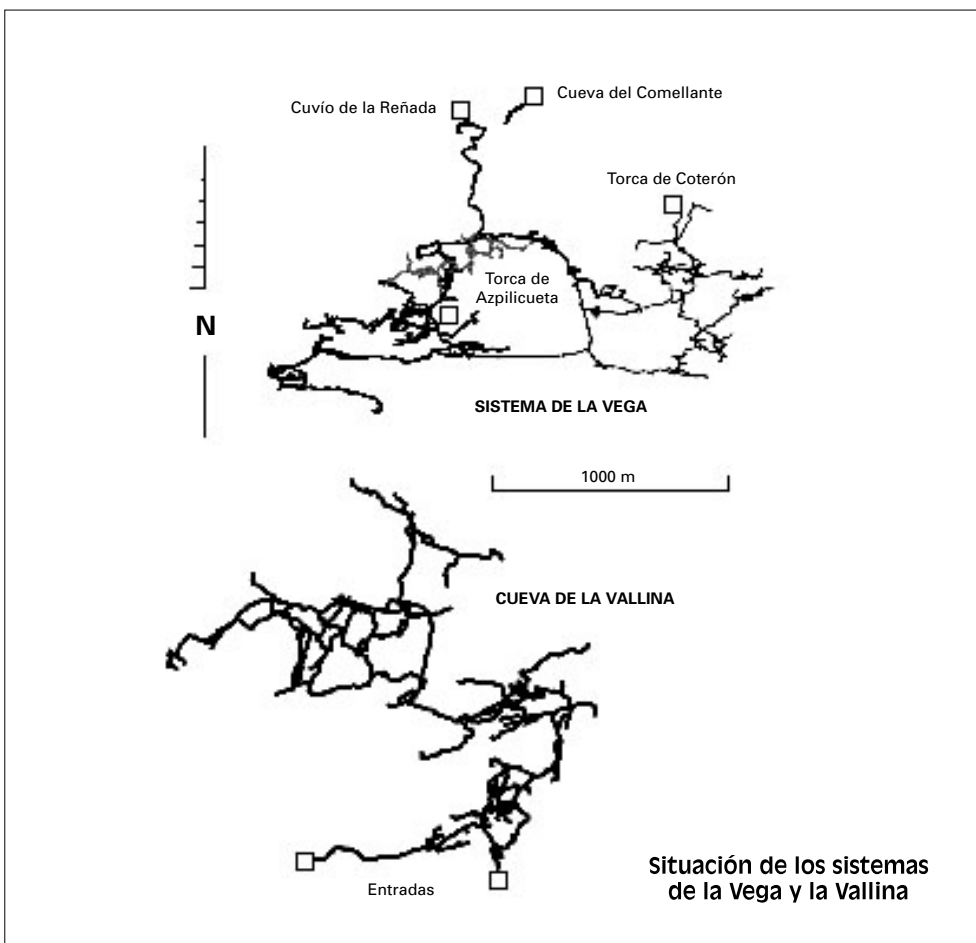 Cuvío de la Reñada
Cueva del Comellante
Torca de Coterón
Torca de
Azpilicueta
N
SISTEMA DE LA VEGA
1000 m
CUEVA DE LA VALLINA
Entradas
Situación de los sistemas
de la Vega y la Vallina